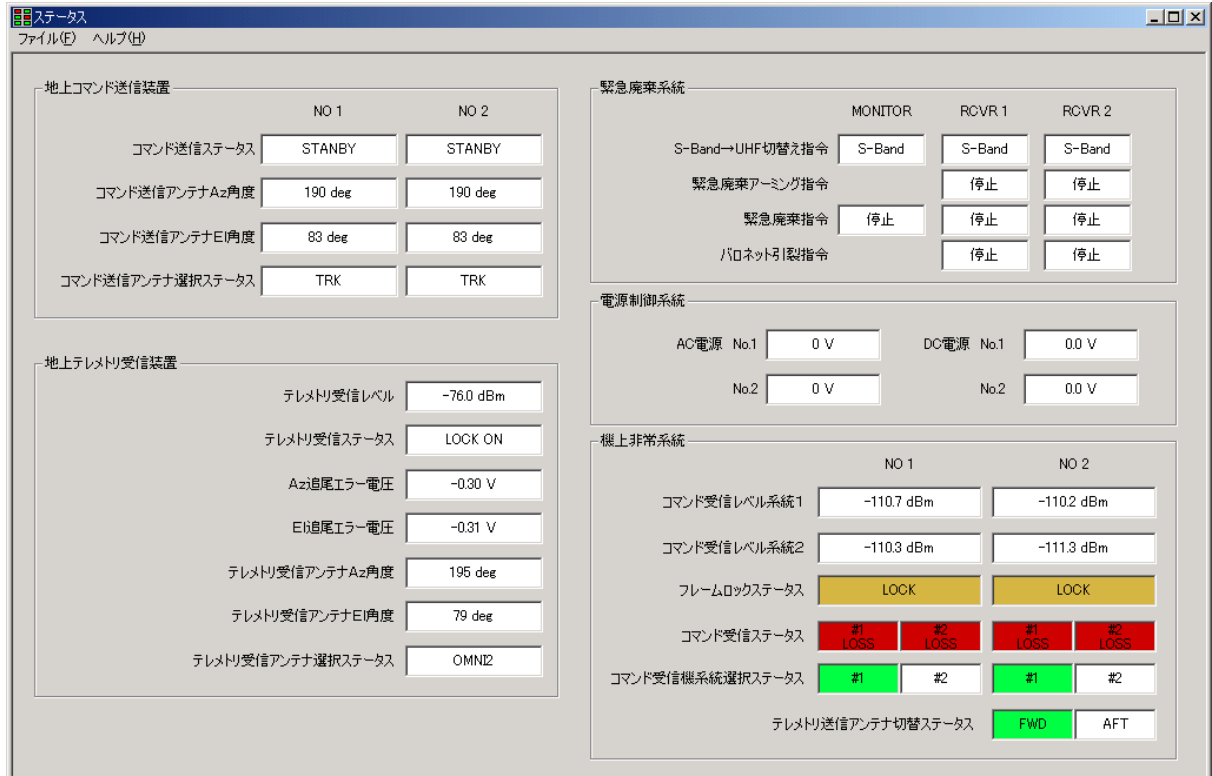 ステータス
ファイル(F) ヘルプ(H)
地上コマンド送信装置
NO 1 NO 2
コマンド送信ステータス STANBY STANBY
コマンド送信アンテナAz角度 190 deg 190 deg
コマンド送信アンテナEl角度 83 deg 83 deg
コマンド送信アンテナ選択ステータス TRK TRK
地上テレメトリ受信装置
テレメトリ受信レベル -76.0 dBm
テレメトリ受信ステータス LOCK ON
Az追尾エラー電圧 -0.30 V
El追尾エラー電圧 -0.31 V
テレメトリ受信アンテナAz角度 195 deg
テレメトリ受信アンテナEl角度 79 deg
テレメトリ受信アンテナ選択ステータス OMNI2
緊急廃棄系統
MONITOR RCVR 1 RCVR 2
S-Band→UHF切替え指令 S-Band S-Band S-Band
緊急廃棄アーミング指令 停止 停止
緊急廃棄指令 停止 停止 停止
バロネット引裂指令 停止 停止
電源制御系統
AC電源 No.1 0 V DC電源 No.1 0.0 V
No.2 0 V No.2 0.0 V
機上非常系統
NO 1 NO 2
コマンド受信レベル系統1 -110.7 dBm -110.2 dBm
コマンド受信レベル系統2 -110.3 dBm -111.3 dBm
フレームロックステータス LOCK LOCK
コマンド受信ステータス #1 LOSS #2 LOSS #1 LOSS #2 LOSS
コマンド受信機系統選択ステータス #1 #2 #1 #2
テレメトリ送信アンテナ切替ステータス FWD AFT